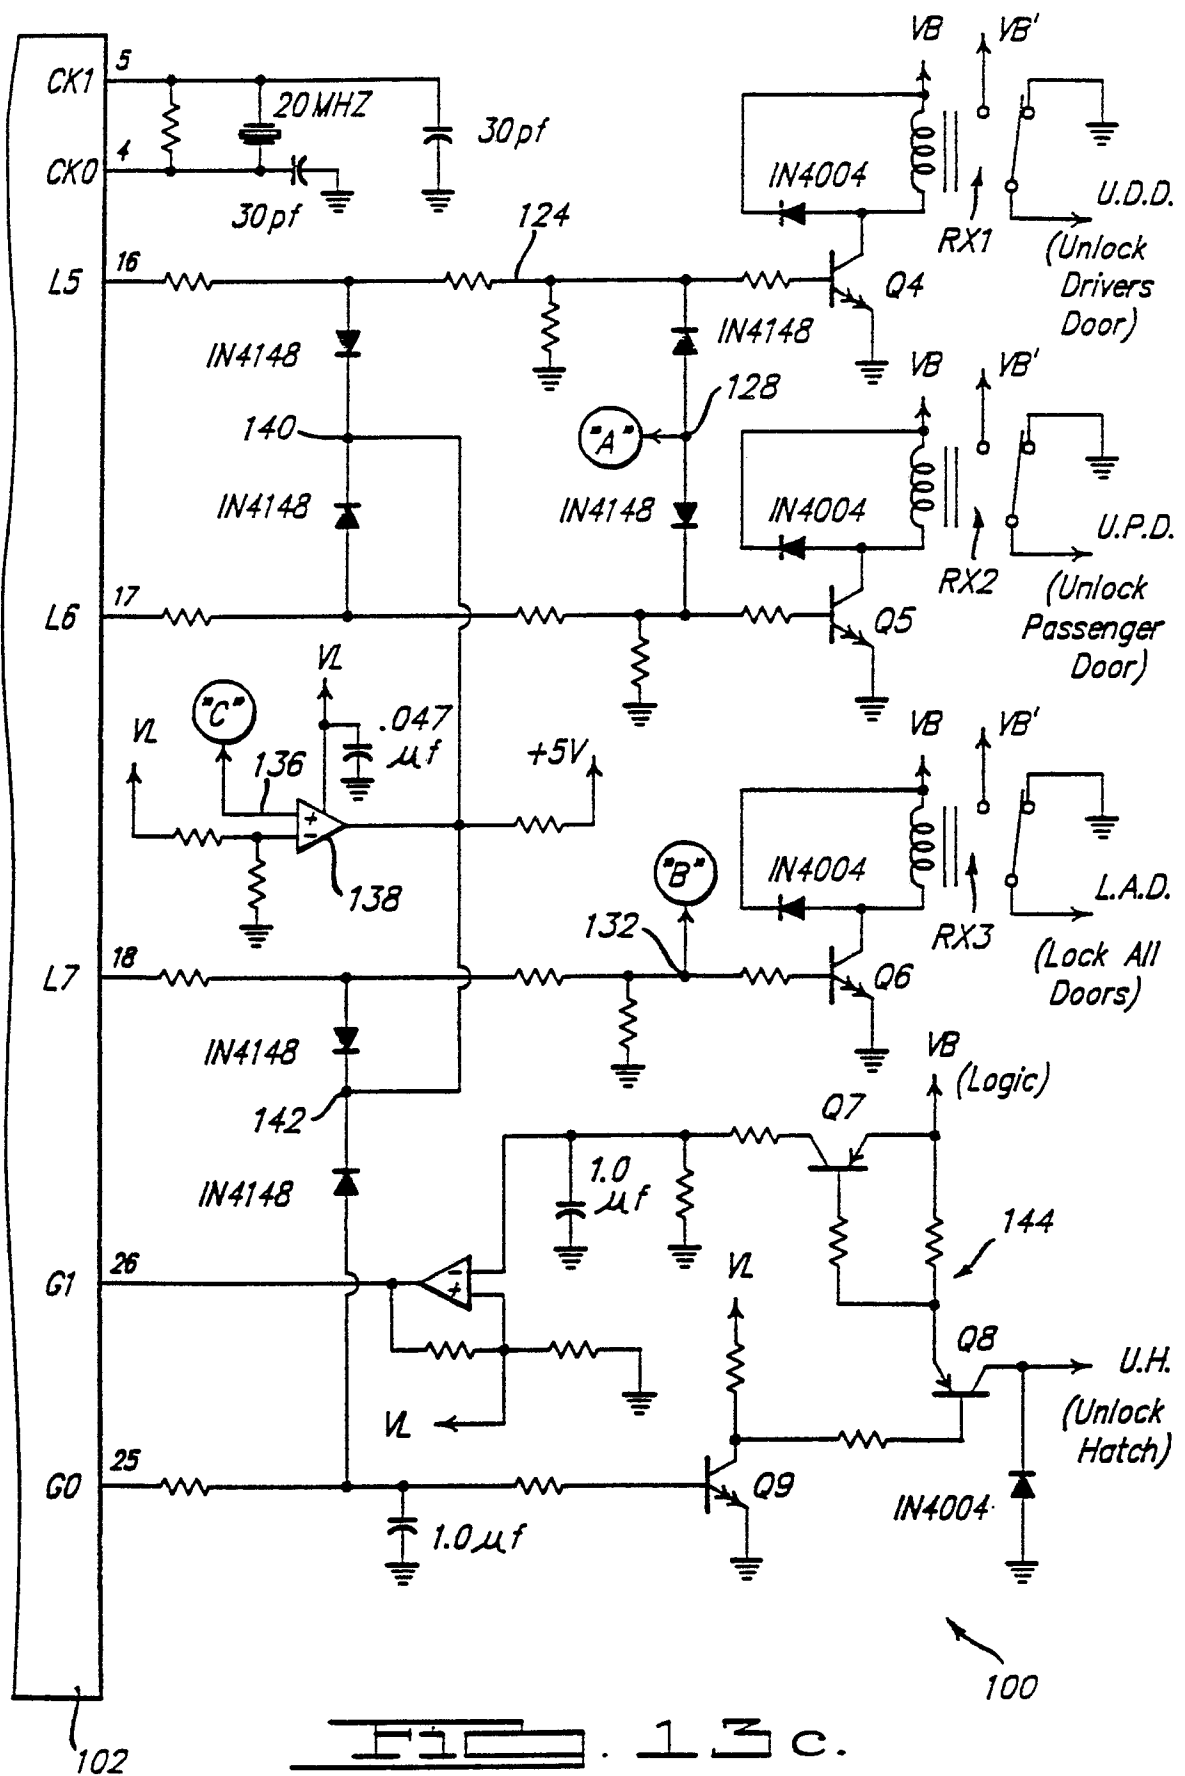 VB VB'
5
CK1
20MHZ
30pf
4
CK0
30pf
IN4004
RX1
U.D.D.
(Unlock
Drivers
Door)
124
16
L5
Q4
IN4148
IN4148
VB VB'
128
140
"A"
IN4148
IN4148
IN4004
RX2
U.P.D.
(Unlock
Passenger
Door)
17
L6
Q5
VL
"C"
.047
μf
VL
136
+5V
VB VB'
138
"B"
IN4004
RX3
L.A.D.
(Lock All
Doors)
132
18
L7
Q6
IN4148
VB
(Logic)
142
Q7
IN4148
1.0
μf
144
26
G1
VL
Q8
U.H.
(Unlock
Hatch)
VL
25
G0
Q9
IN4004
1.0μf
100
102
FIG. 13c.